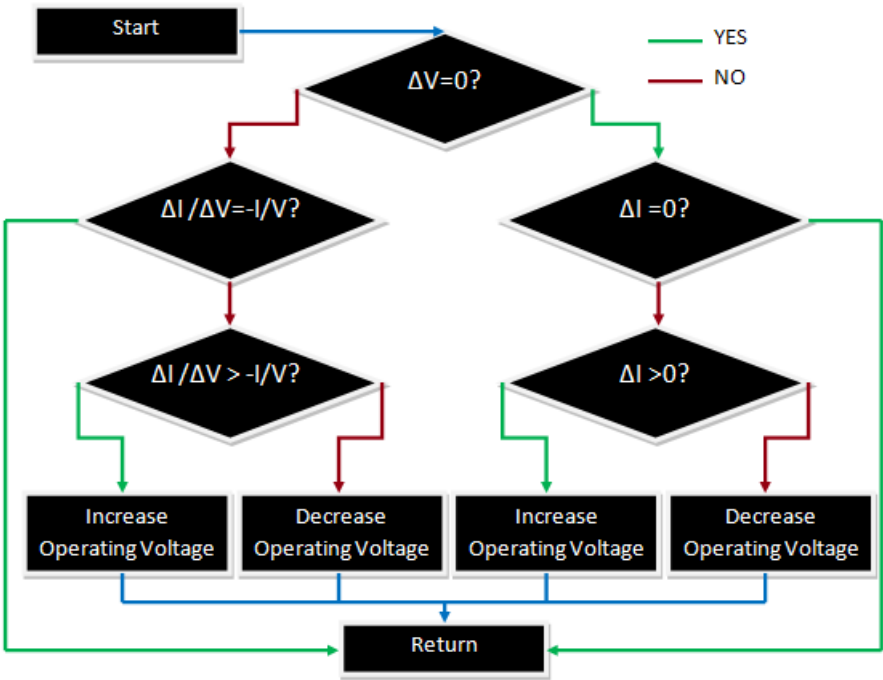 Start
YES
NO
ΔV=0?
ΔI /ΔV=-I/V?
ΔI =0?
ΔI /ΔV > -I/V?
ΔI >0?
Increase
Operating Voltage
Decrease
Operating Voltage
Increase
Operating Voltage
Decrease
Operating Voltage
Return